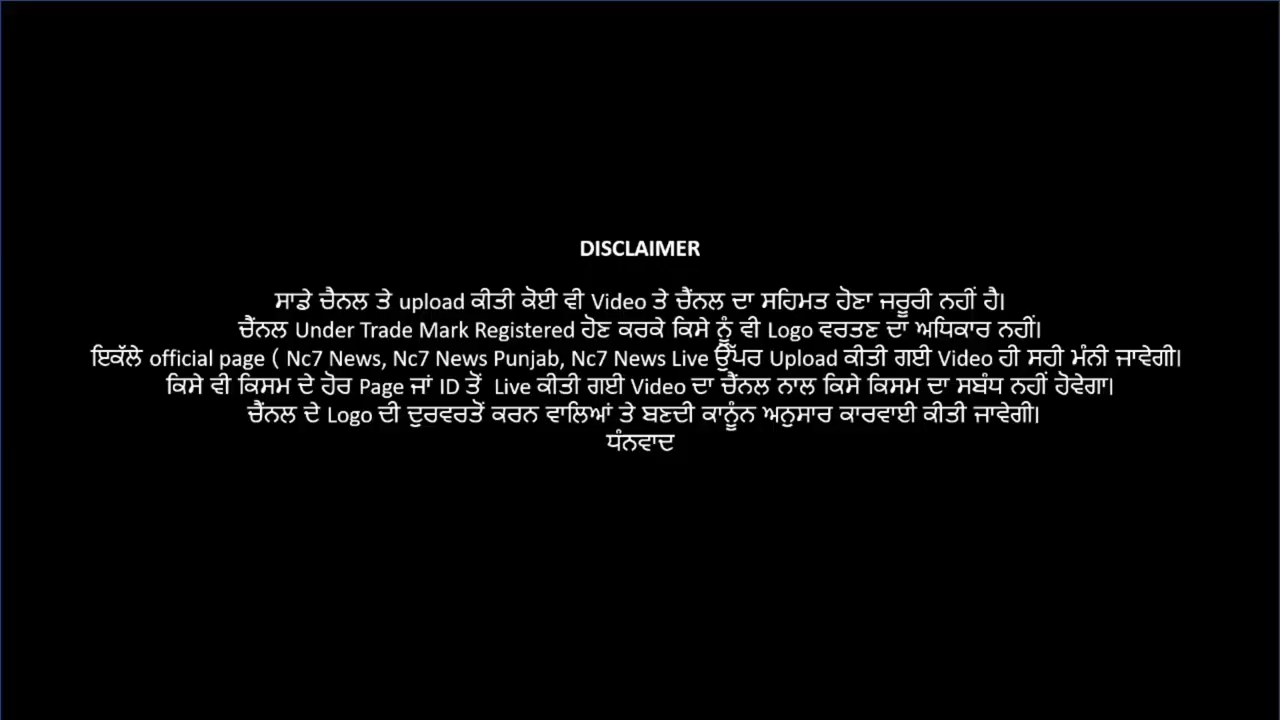 DISCLAIMER
ਸਾਡੇ ਚੈਨਲ ਤੇ upload ਕੀਤੀ ਕੋਈ ਵੀ Video ਤੇ ਚੈਂਨਲ ਦਾ ਸਹਿਮਤ ਹੋਣਾ ਜਰੂਰੀ ਨਹੀਂ ਹੈ।
ਚੈਂਨਲ Under Trade Mark Registered ਹੋਣ ਕਰਕੇ ਕਿਸੇ ਨੂੰ ਵੀ Logo ਵਰਤਣ ਦਾ ਅਧਿਕਾਰ ਨਹੀਂ।
ਇਕੱਲੇ official page ( Nc7 News, Nc7 News Punjab, Nc7 News Live ਉੱਪਰ Upload ਕੀਤੀ ਗਈ Video ਹੀ ਸਹੀ ਮੰਨੀ ਜਾਵੇਗੀ।
ਕਿਸੇ ਵੀ ਕਿਸਮ ਦੇ ਹੋਰ Page ਜਾਂ ID ਤੋਂ Live ਕੀਤੀ ਗਈ Video ਦਾ ਚੈਂਨਲ ਨਾਲ ਕਿਸੇ ਕਿਸਮ ਦਾ ਸਬੰਧ ਨਹੀਂ ਹੋਵੇਗਾ।
ਚੈਂਨਲ ਦੇ Logo ਦੀ ਦੁਰਵਰਤੋਂ ਕਰਨ ਵਾਲਿਆਂ ਤੇ ਬਣਦੀ ਕਾਨੂੰਨ ਅਨੁਸਾਰ ਕਾਰਵਾਈ ਕੀਤੀ ਜਾਵੇਗੀ।
ਧੰਨਵਾਦ